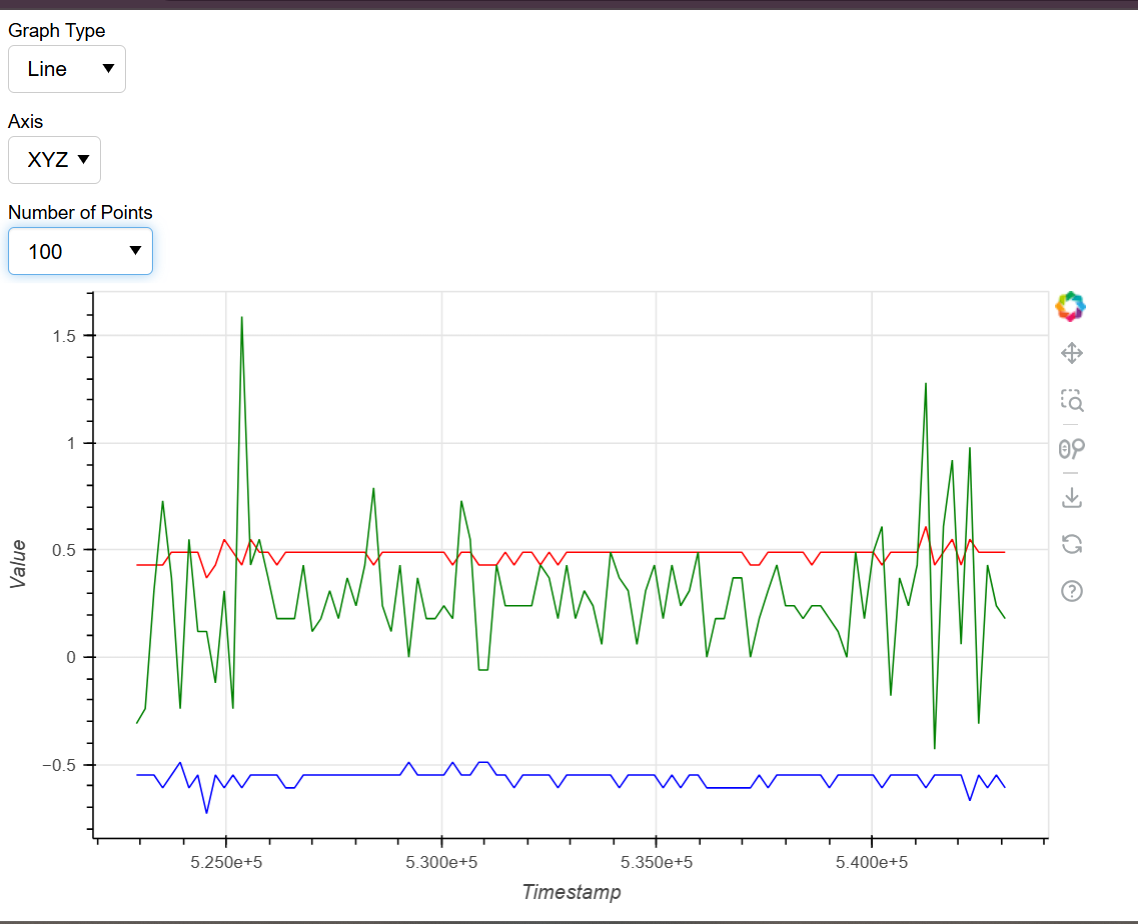 Graph Type
Line
Axis
XYZ
Number of Points
100
1.5
1
0.5
0
−0.5
Value
5.250e+5 5.300e+5 5.350e+5 5.400e+5
Timestamp